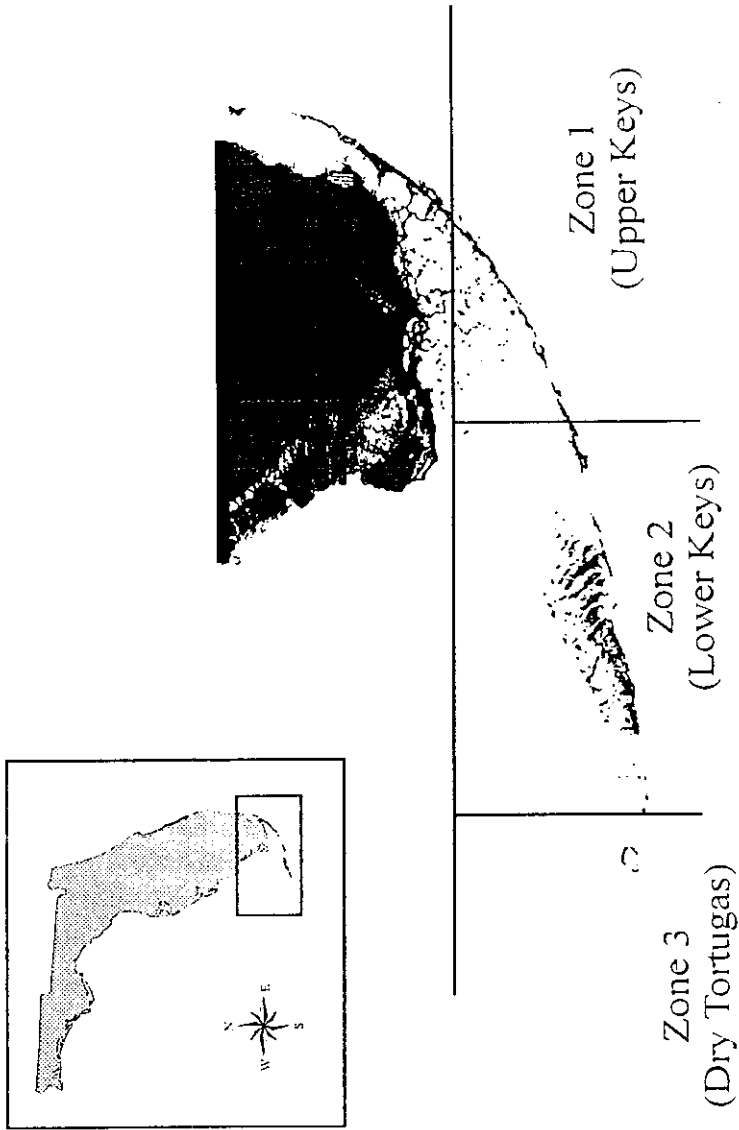 N
W
E
S
Zone 3
(Dry Tortugas)
Zone 2
(Lower Keys)
Zone 1
(Upper Keys)